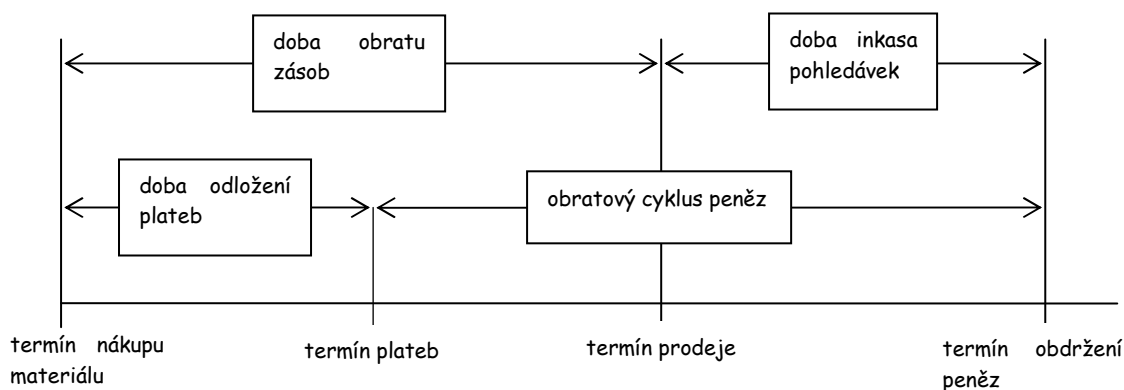 doba obratu
zásob
doba inkasa
pohledávek
doba odložení
plateb
obratový cyklus peněz
termín nákupu
materiálu
termín plateb
termín prodeje
termín obdržení
peněz